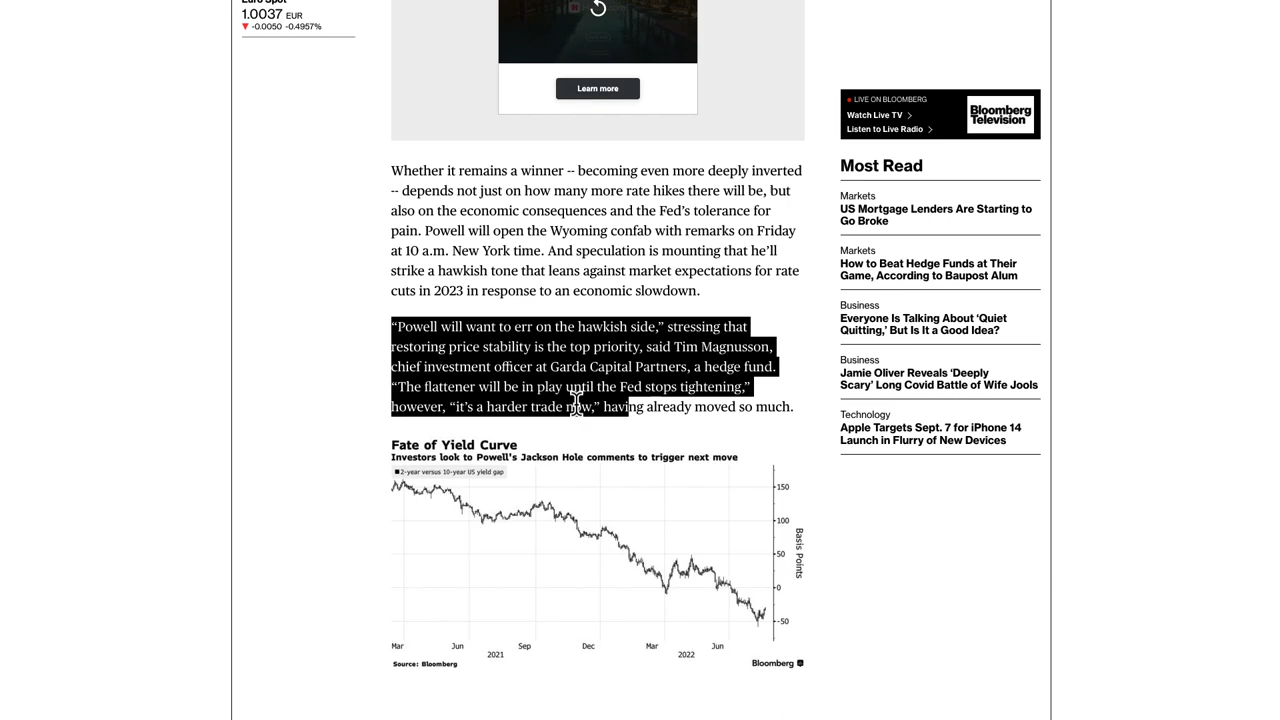 1.0037 EUR
-0.0050 -0.4957%
Learn more
Whether it remains a winner -- becoming even more deeply inverted
-- depends not just on how many more rate hikes there will be, but
also on the economic consequences and the Fed’s tolerance for
pain. Powell will open the Wyoming confab with remarks on Friday
at 10 a.m. New York time. And speculation is mounting that he’ll
strike a hawkish tone that leans against market expectations for rate
cuts in 2023 in response to an economic slowdown.
“Powell will want to err on the hawkish side,” stressing that
restoring price stability is the top priority, said Tim Magnusson,
chief investment officer at Garda Capital Partners, a hedge fund.
“The flattener will be in play until the Fed stops tightening,”
however, “it’s a harder trade now,” having already moved so much.
Fate of Yield Curve
Investors look to Powell's Jackson Hole comments to trigger next move
2-year versus 10-year US yield gap
150
100
50
0
-50
Basis Points
Mar Jun Sep Dec Mar Jun
2021 2022
Source: Bloomberg
Bloomberg
LIVE ON BLOOMBERG
Watch Live TV
Listen to Live Radio
Bloomberg
Television
Most Read
Markets
US Mortgage Lenders Are Starting to
Go Broke
Markets
How to Beat Hedge Funds at Their
Game, According to Baupost Alum
Business
Everyone Is Talking About ‘Quiet
Quitting,’ But Is It a Good Idea?
Business
Jamie Oliver Reveals ‘Deeply
Scary’ Long Covid Battle of Wife Jools
Technology
Apple Targets Sept. 7 for iPhone 14
Launch in Flurry of New Devices